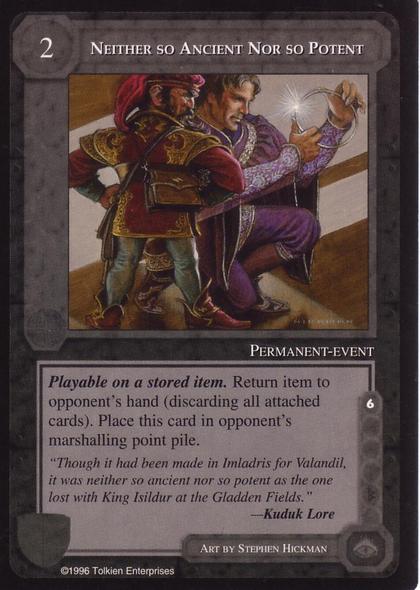 2
Neither so Ancient Nor so Potent
Permanent-event
Playable on a stored item. Return item to
opponent's hand (discarding all attached
cards). Place this card in opponent's
marshalling point pile.
6
"Though it had been made in Imladris for Valandil,
it was neither so ancient nor so potent as the one
lost with King Isildur at the Gladden Fields."
—Kuduk Lore
Art by Stephen Hickman
©1996 Tolkien Enterprises